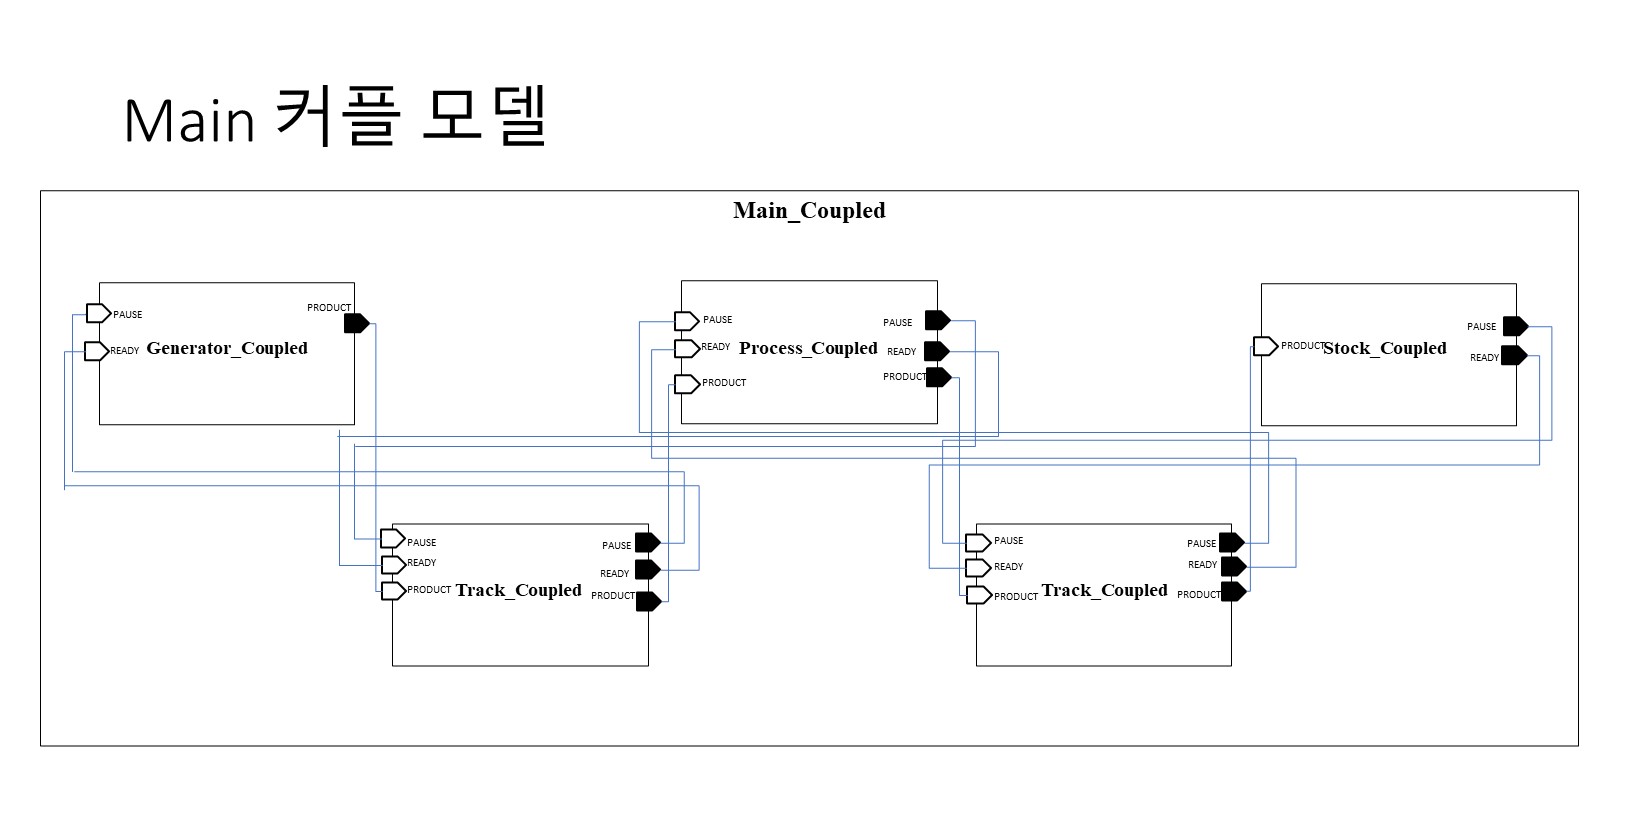 Main 커플 모델
Main_Coupled
PAUSE
READY
Generator_Coupled
PRODUCT
PAUSE
READY
PRODUCT
Process_Coupled
PAUSE
READY
PRODUCT
PRODUCT
Stock_Coupled
PAUSE
READY
PAUSE
READY
PRODUCT
Track_Coupled
PAUSE
READY
PRODUCT
PAUSE
READY
PRODUCT
Track_Coupled
PAUSE
READY
PRODUCT